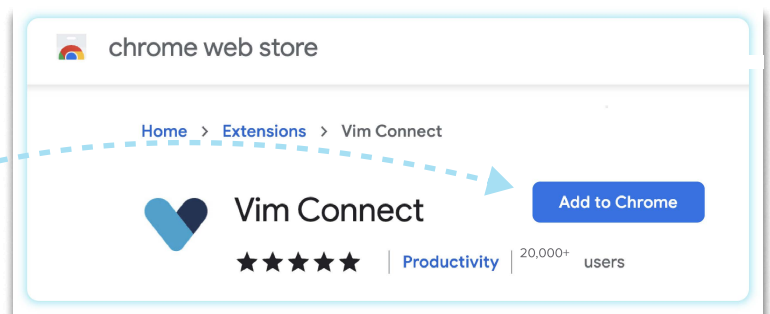 chrome web store
Home > Extensions > Vim Connect
Vim Connect
Add to Chrome
★★★★★ | Productivity | 20,000+ users